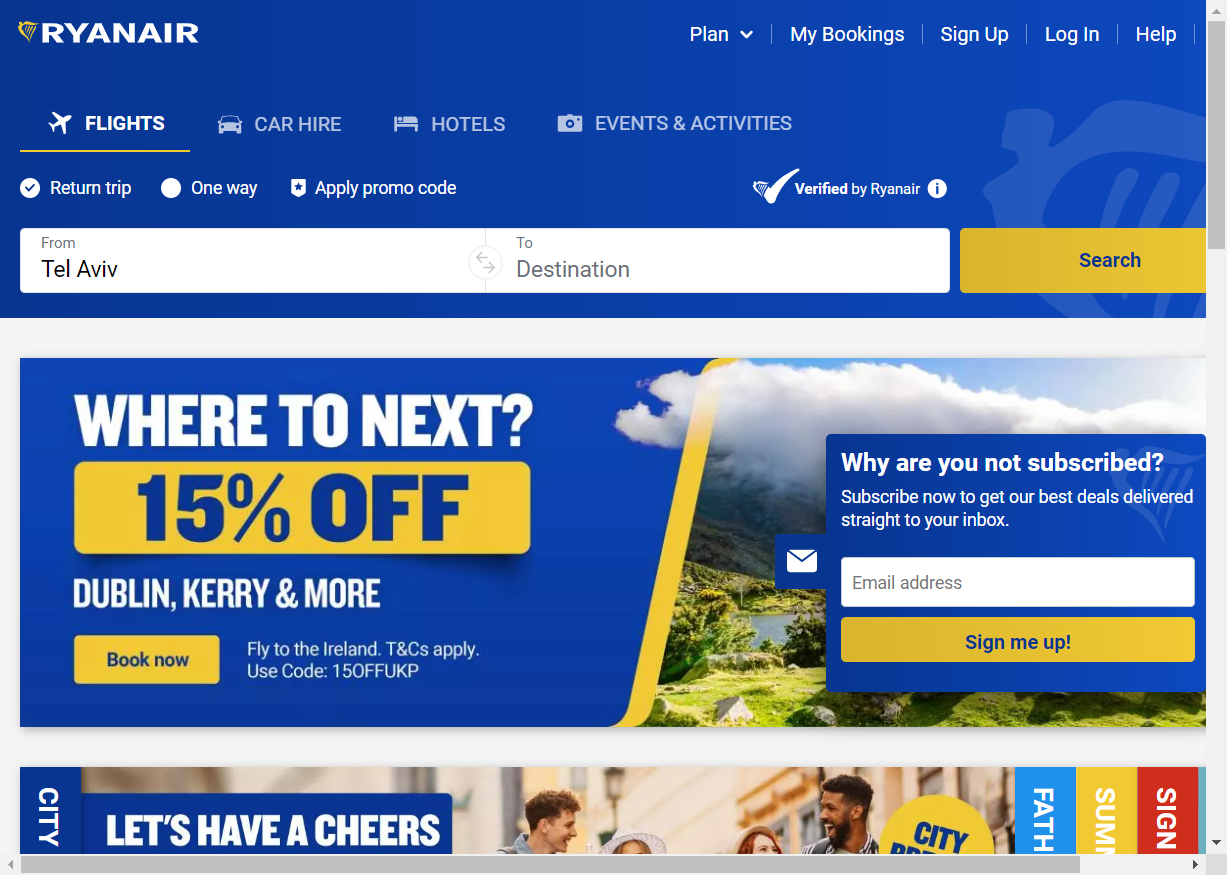 RYANAIR
Plan
My Bookings
Sign Up
Log In
Help
FLIGHTS
CAR HIRE
HOTELS
EVENTS & ACTIVITIES
Return trip
One way
Apply promo code
Verified by Ryanair
From
Tel Aviv
To
Destination
Search
WHERE TO NEXT?
15% OFF
DUBLIN, KERRY & MORE
Book now
Fly to the Ireland. T&Cs apply.
Use Code: 15OFFUKP
Why are you not subscribed?
Subscribe now to get our best deals delivered
straight to your inbox.
Email address
Sign me up!
CITY
LET'S HAVE A CHEERS
CITY
FATH
SUMM
SIGN